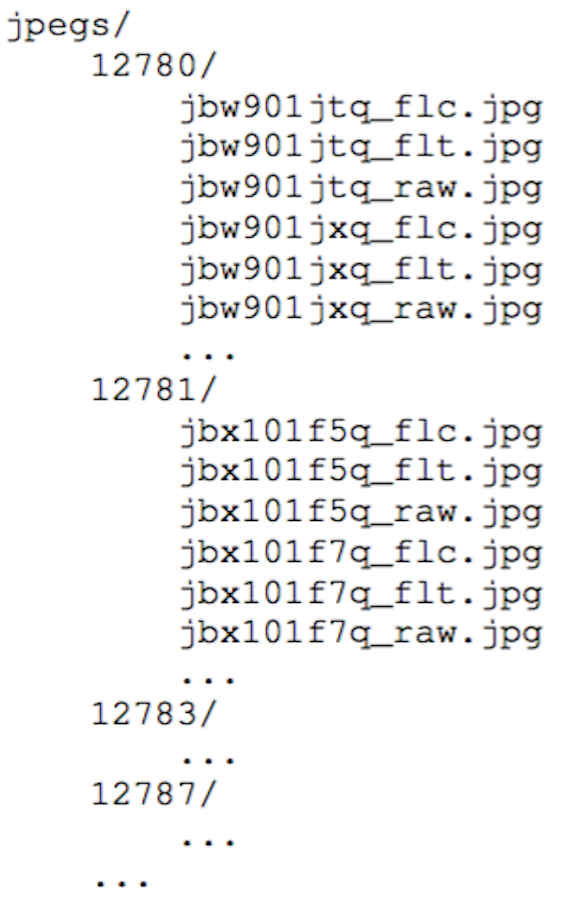 jpegs/
12780/
jbw901jtq_flc.jpg
jbw901jtq_flt.jpg
jbw901jtq_raw.jpg
jbw901jxq_flc.jpg
jbw901jxq_flt.jpg
jbw901jxq_raw.jpg
...
12781/
jbx101f5q_flc.jpg
jbx101f5q_flt.jpg
jbx101f5q_raw.jpg
jbx101f7q_flc.jpg
jbx101f7q_flt.jpg
jbx101f7q_raw.jpg
...
12783/
...
12787/
...
...